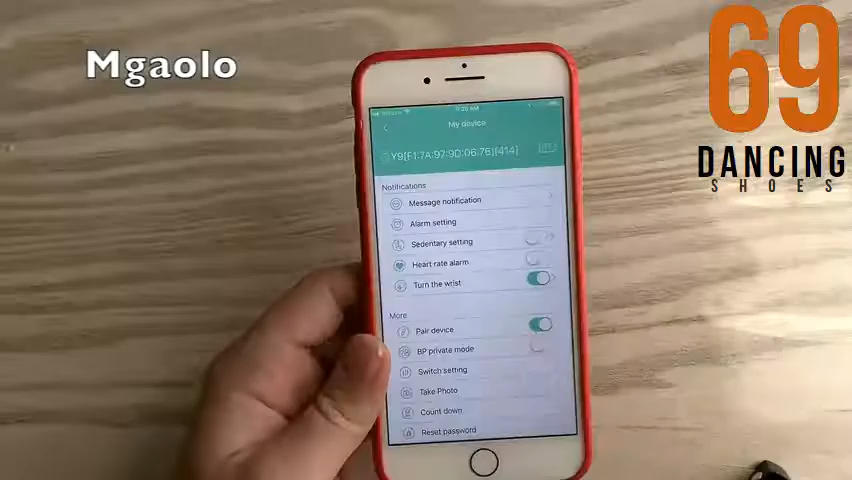 Mgaolo
69
DANCING
SHOES
My device
Y9[F1:7A:97:9D:06:76][414]
Notifications
Message notification
Alarm setting
Sedentary setting
Heart rate alarm
Turn the wrist
More
Pair device
BP private mode
Switch setting
Take Photo
Count down
Reset password